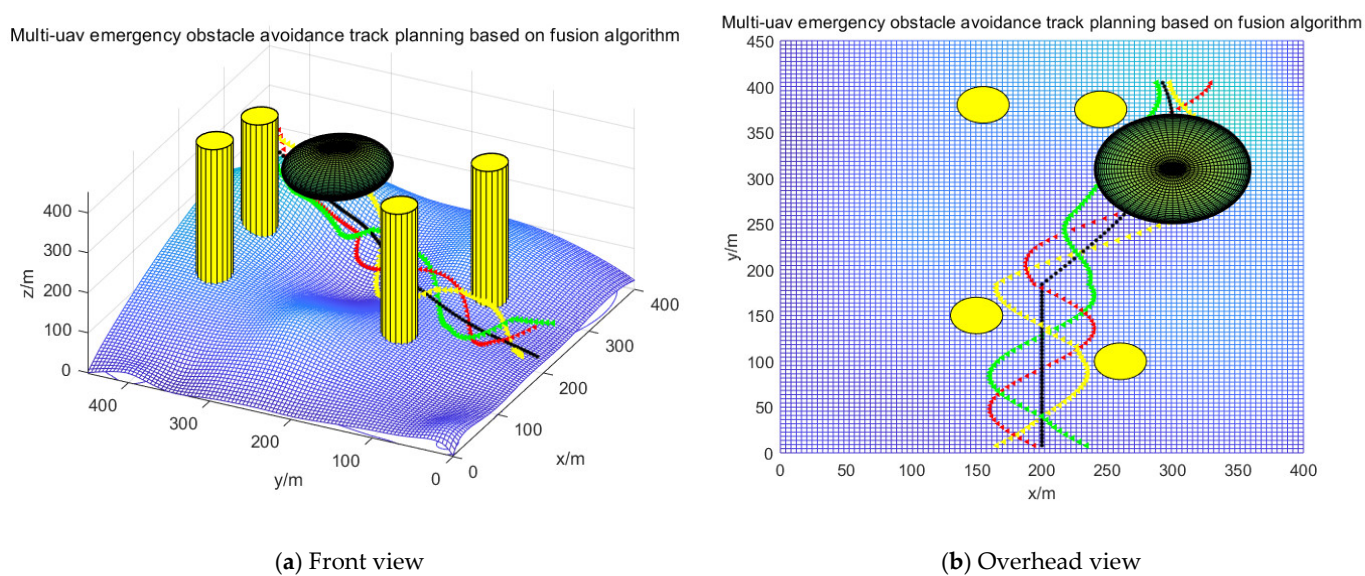 Multi-uav emergency obstacle avoidance track planning based on fusion algorithm
400
300
200
100
0
z/m
400
300
200
100
0
y/m
0
100
200
300
400
x/m
(a) Front view
Multi-uav emergency obstacle avoidance track planning based on fusion algorithm
450
400
350
300
250
200
150
100
50
0
y/m
0 50 100 150 200 250 300 350 400
x/m
(b) Overhead view